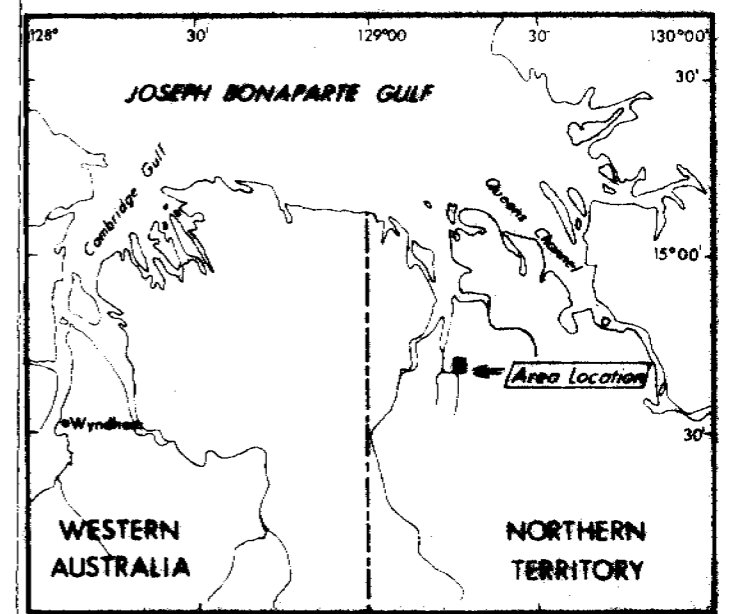 128° 30' 129°00 30' 130°00'
30'
JOSEPH BONAPARTE GULF
Cambridge Gulf
Queens Channel
15°00'
Area Location
Wyndham
30'
WESTERN
AUSTRALIA
NORTHERN
TERRITORY